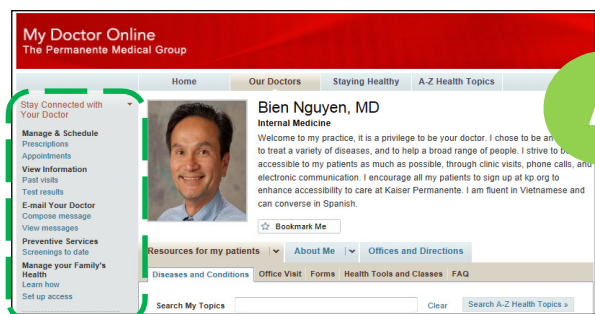 My Doctor Online
The Permanente Medical Group
Home Our Doctors Staying Healthy A-Z Health Topics
Stay Connected with
Your Doctor
Manage & Schedule
Prescriptions
Appointments
View Information
Past visits
Test results
E-mail Your Doctor
Compose message
View messages
Preventive Services
Screenings to date
Manage your Family's
Health
Learn how
Set up access
Bien Nguyen, MD
Internal Medicine
Welcome to my practice, it is a privilege to be your doctor. I chose to be an
to treat a variety of diseases, and to help a broad range of people. I strive to be
accessible to my patients as much as possible, through clinic visits, phone calls, and
electronic communication. I encourage all my patients to sign up at kp.org to
enhance accessibility to care at Kaiser Permanente. I am fluent in Vietnamese and
can converse in Spanish.
Bookmark Me
Resources for my patients About Me Offices and Directions
Diseases and Conditions Office Visit Forms Health Tools and Classes FAQ
Search My Topics Clear Search A-Z Health Topics »